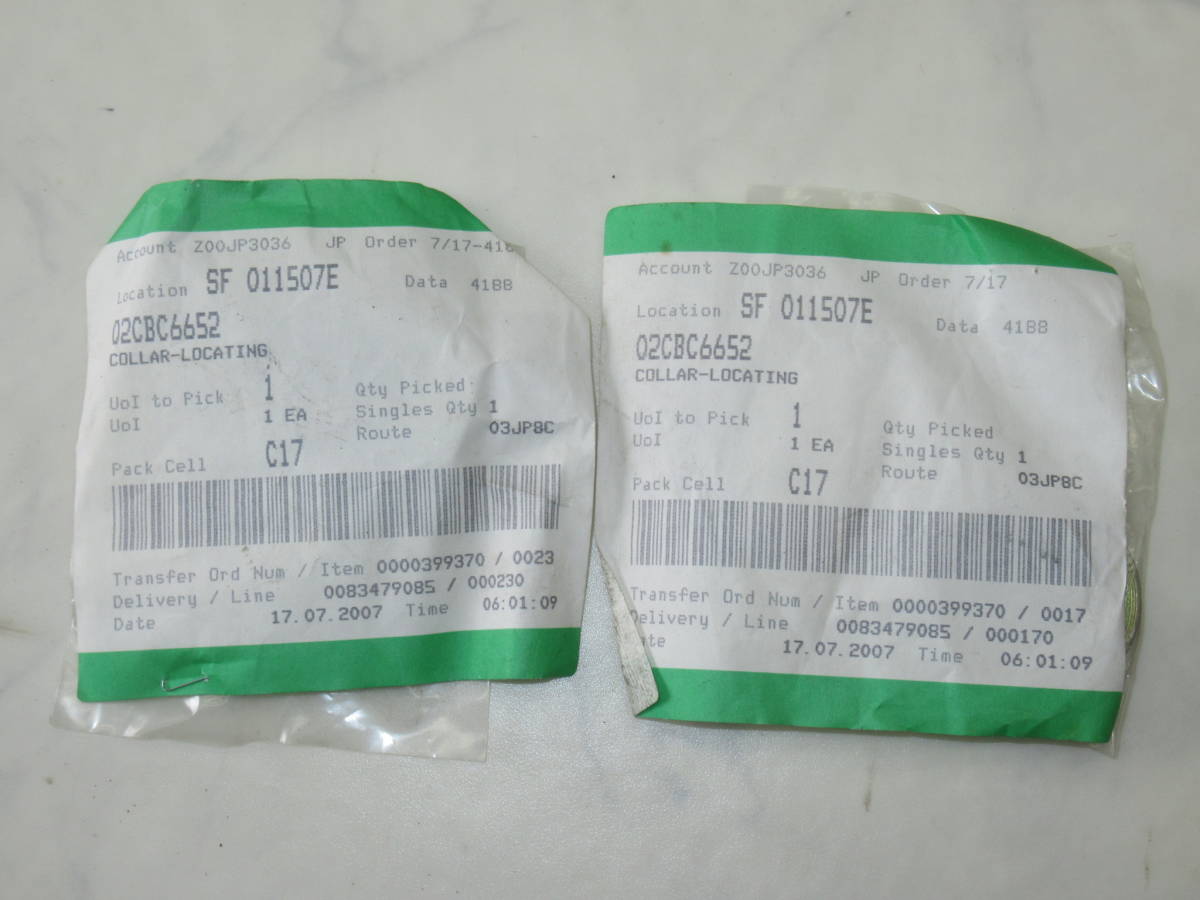 Account Z00JP3036 JP Order 7/17-418
Location SF 011507E Data 41BB
02CBC6652
COLLAR-LOCATING
UoI to Pick 1 Qty Picked
UoI 1 EA Singles Qty 1
Route 03JP8C
Pack Cell C17
Transfer Ord Num / Item 0000399370 / 0023
Delivery / Line 0083479085 / 000230
Date 17.07.2007 Time 06:01:09
Account Z00JP3036 JP Order 7/17
Location SF 011507E Data 41BB
02CBC6652
COLLAR-LOCATING
UoI to Pick 1 Qty Picked
UoI 1 EA Singles Qty 1
Route 03JP8C
Pack Cell C17
Transfer Ord Num / Item 0000399370 / 0017
Delivery / Line 0083479085 / 000170
Date 17.07.2007 Time 06:01:09